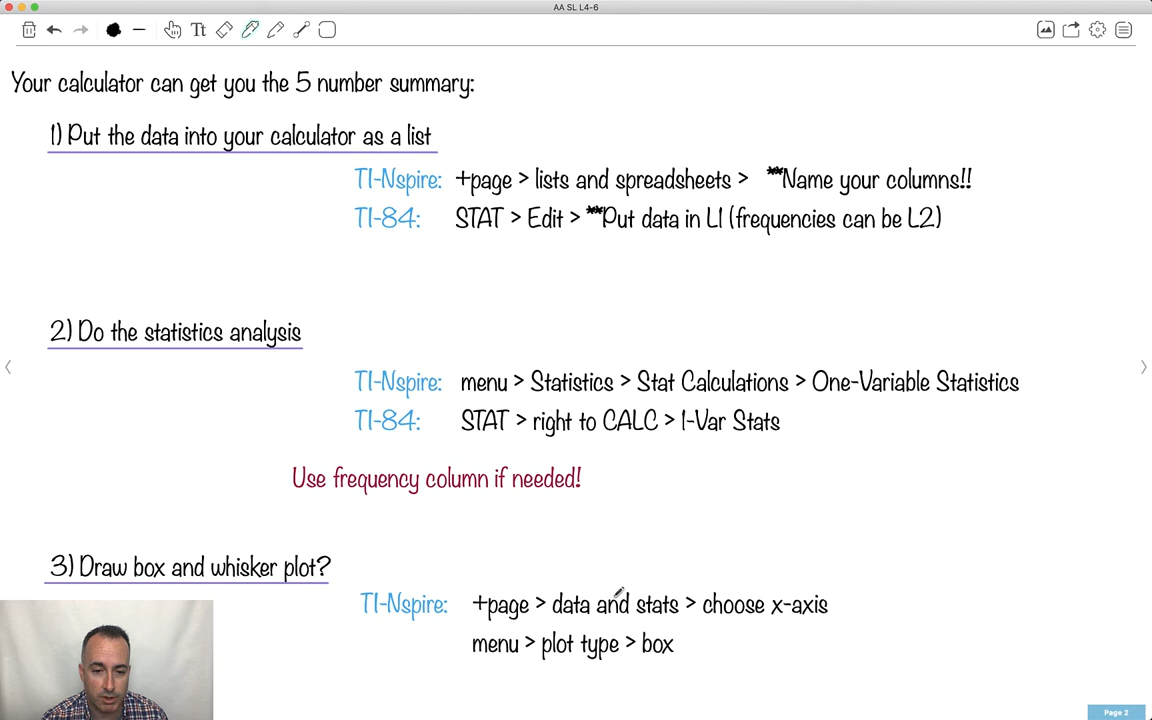 AA SL L4-6
Tt
Your calculator can get you the 5 number summary:
1) Put the data into your calculator as a list
TI-Nspire: +page > lists and spreadsheets > **Name your columns!!
TI-84: STAT > Edit > **Put data in L1 (frequencies can be L2)
2) Do the statistics analysis
TI-Nspire: menu > Statistics > Stat Calculations > One-Variable Statistics
TI-84: STAT > right to CALC > 1-Var Stats
Use frequency column if needed!
3) Draw box and whisker plot?
TI-Nspire: +page > data and stats > choose x-axis
menu > plot type > box
Page 2